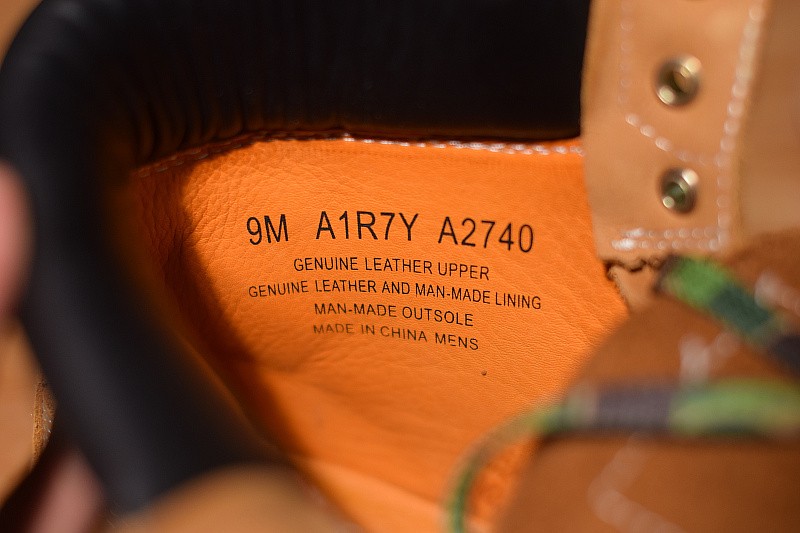 9M A1R7Y A2740
GENUINE LEATHER UPPER
GENUINE LEATHER AND MAN-MADE LINING
MAN-MADE OUTSOLE
MADE IN CHINA MENS